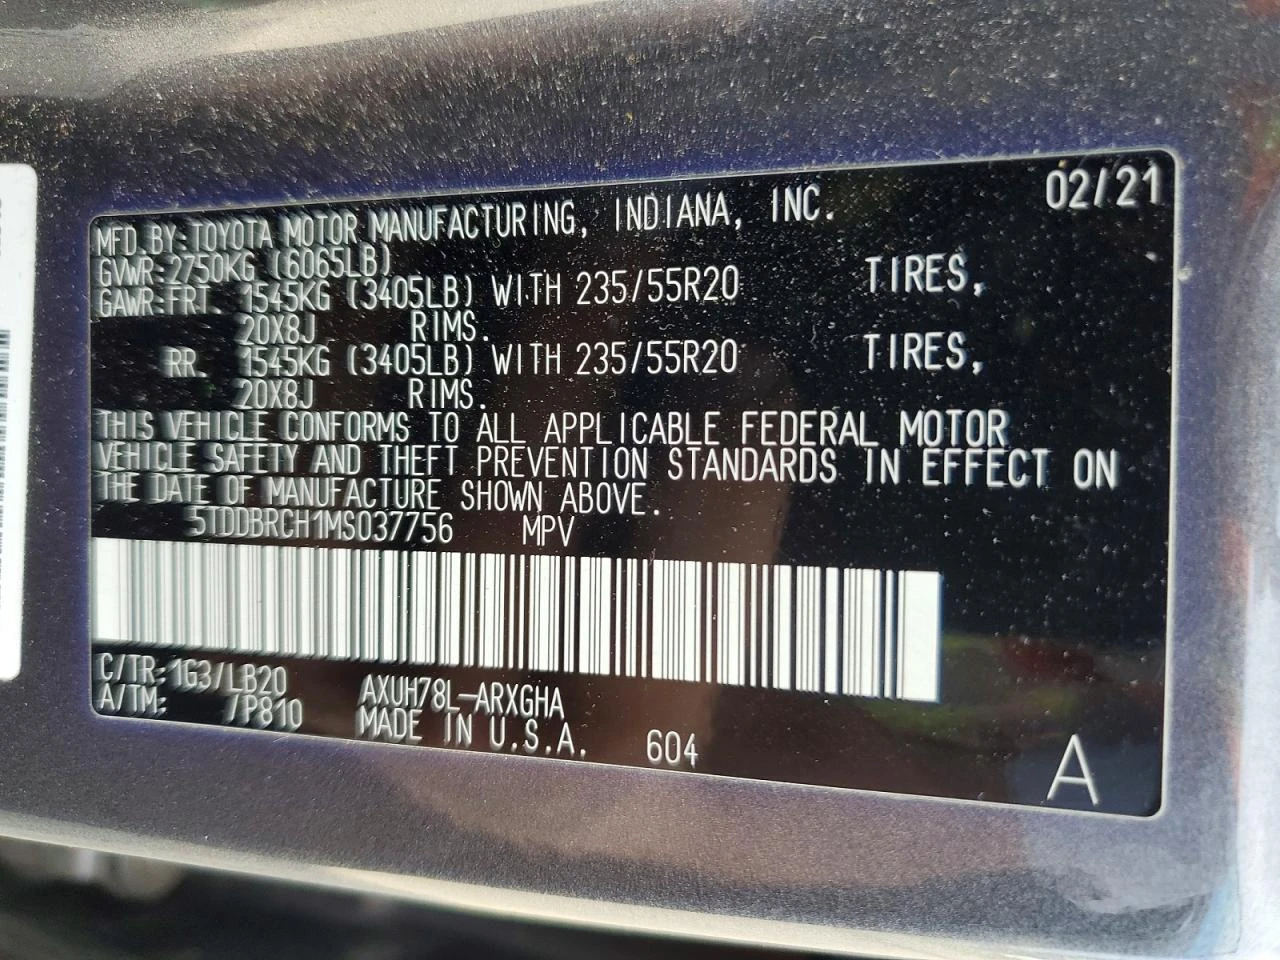 02/21
MFD. BY: TOYOTA MOTOR MANUFACTURING, INDIANA, INC.
GVWR: 2750KG (6065LB)
GAWR: FRT. 1545KG (3405LB) WITH 235/55R20 TIRES,
20X8J RIMS.
RR. 1545KG (3405LB) WITH 235/55R20 TIRES,
20X8J RIMS.
THIS VEHICLE CONFORMS TO ALL APPLICABLE FEDERAL MOTOR
VEHICLE SAFETY AND THEFT PREVENTION STANDARDS IN EFFECT ON
THE DATE OF MANUFACTURE SHOWN ABOVE.
5TDDBRCH1MS037756 MPV
C/TR: 1G3/LB20 AXUH78L-ARXGHA
A/TM: /P810 MADE IN U.S.A. 604
A